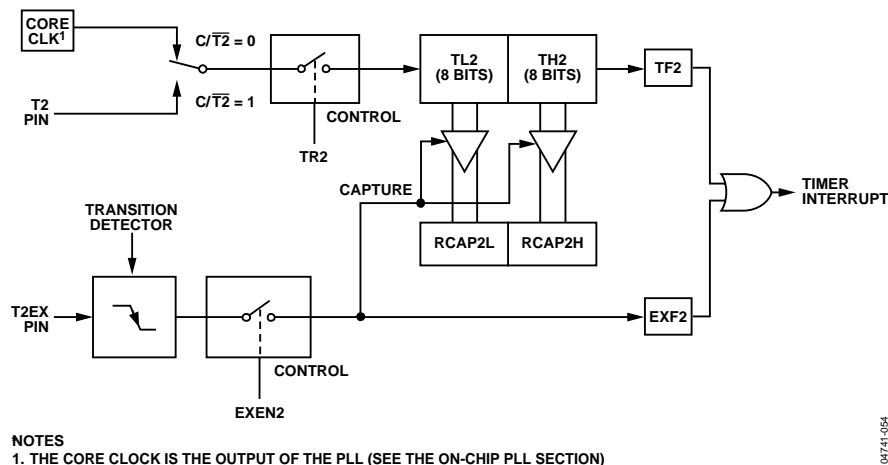 CORE
CLK1
C/T2 = 0
C/T2 = 1
T2
PIN
CONTROL
TR2
TL2
(8 BITS)
TH2
(8 BITS)
TF2
CAPTURE
RCAP2L
RCAP2H
TIMER
INTERRUPT
TRANSITION
DETECTOR
T2EX
PIN
CONTROL
EXEN2
EXF2
NOTES
1. THE CORE CLOCK IS THE OUTPUT OF THE PLL (SEE THE ON-CHIP PLL SECTION)
04741-054